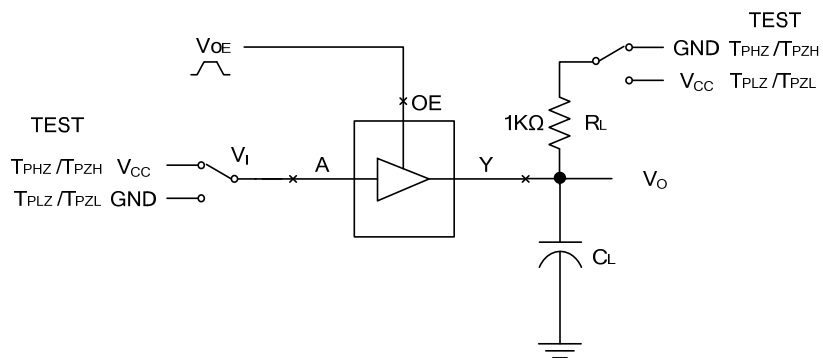 TEST
VOE
GND TPHZ /TPZH
VCC TPLZ /TPZL
OE
1KΩ RL
TEST
TPHZ /TPZH VCC
VI
A
Y
VO
TPLZ /TPZL GND
CL